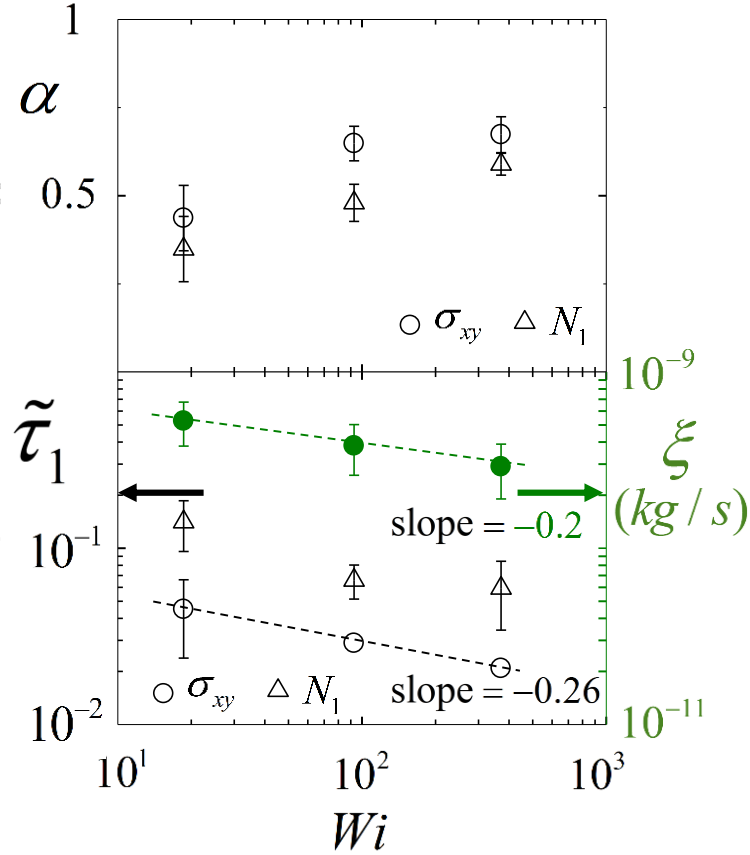 1
α
0.5
σxy N1
10−9
τ̃1
1
ξ
(kg / s)
slope = −0.2
10−1
σxy N1 slope = −0.26
10−2 10−11
101 102 103
Wi